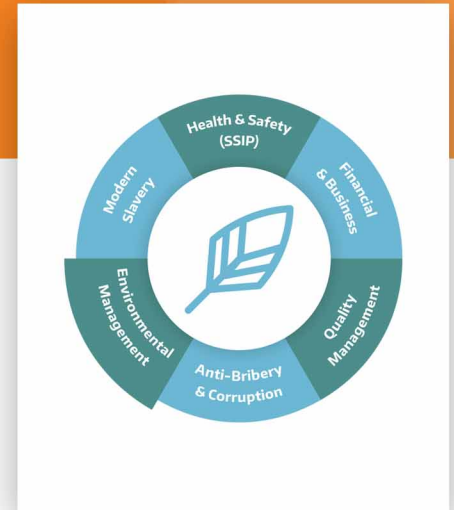 Health & Safety
(SSIP)
Financial
& Business
Quality
Management
Anti-Bribery
& Corruption
Environmental
Management
Modern
Slavery